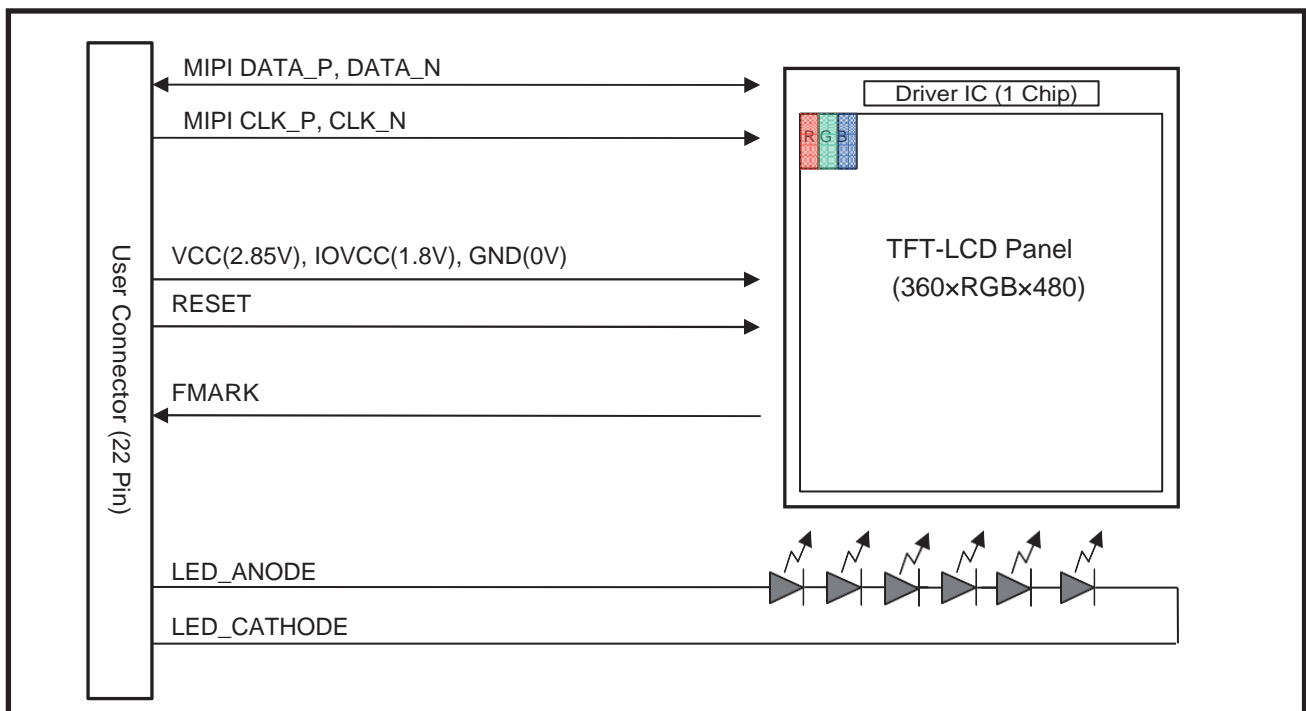 MIPI DATA_P, DATA_N
MIPI CLK_P, CLK_N
VCC(2.85V), IOVCC(1.8V), GND(0V)
RESET
FMARK
LED_ANODE
LED_CATHODE
User Connector (22 Pin)
Driver IC (1 Chip)
R G B
TFT-LCD Panel
(360×RGB×480)